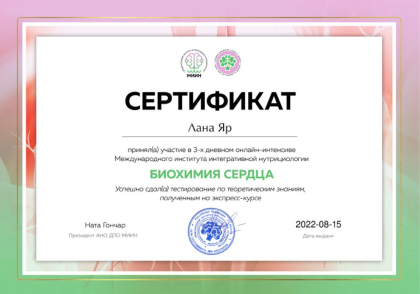 МИИН
СЕРТИФИКАТ
Лана Яр
принял(а) участие в 3-х дневном онлайн-интенсиве
Международного института интегративной нутрициологии
БИОХИМИЯ СЕРДЦА
Успешно сдал(а) тестирование по теоретическим знаниям,
полученным на экспресс-курсе
Ната Гончар
Президент АНО ДПО МИИН
2022-08-15
Дата выдачи